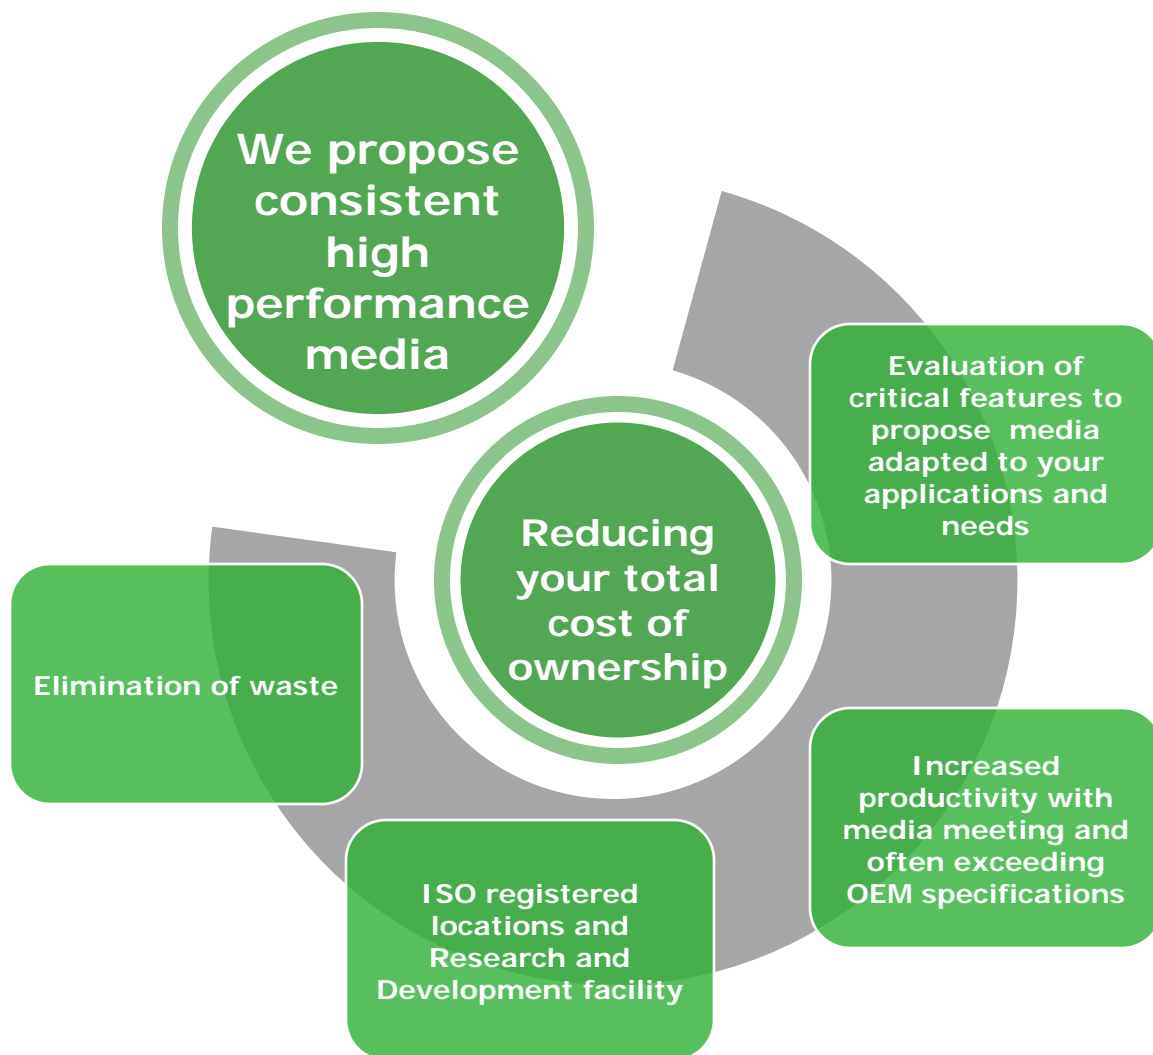 We propose
consistent
high
performance
media
Reducing
your total
cost of
ownership
Evaluation of
critical features to
propose  media
adapted to your
applications and
needs
Increased
productivity with
media meeting and
often exceeding
OEM specifications
ISO registered
locations and
Research and
Development facility
Elimination of waste